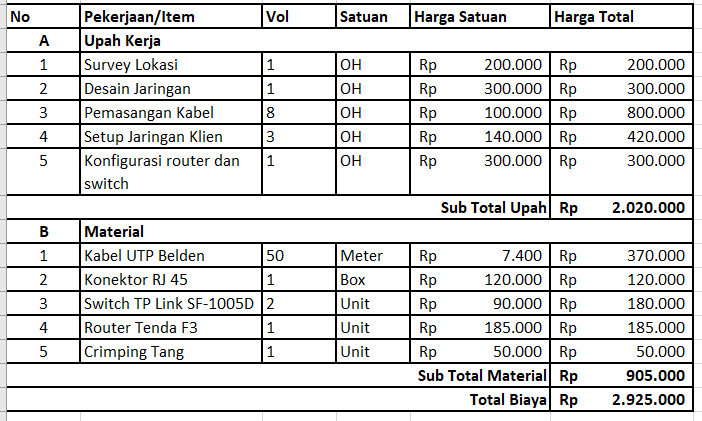 No Pekerjaan/Item Vol Satuan Harga Satuan Harga Total
A Upah Kerja
1 Survey Lokasi 1 OH Rp 200.000 Rp 200.000
2 Desain Jaringan 1 OH Rp 300.000 Rp 300.000
3 Pemasangan Kabel 8 OH Rp 100.000 Rp 800.000
4 Setup Jaringan Klien 3 OH Rp 140.000 Rp 420.000
5 Konfigurasi router dan 1 OH Rp 300.000 Rp 300.000
switch
Sub Total Upah Rp 2.020.000
B Material
1 Kabel UTP Belden 50 Meter Rp 7.400 Rp 370.000
2 Konektor RJ 45 1 Box Rp 120.000 Rp 120.000
3 Switch TP Link SF-1005D 2 Unit Rp 90.000 Rp 180.000
4 Router Tenda F3 1 Unit Rp 185.000 Rp 185.000
5 Crimping Tang 1 Unit Rp 50.000 Rp 50.000
Sub Total Material Rp 905.000
Total Biaya Rp 2.925.000